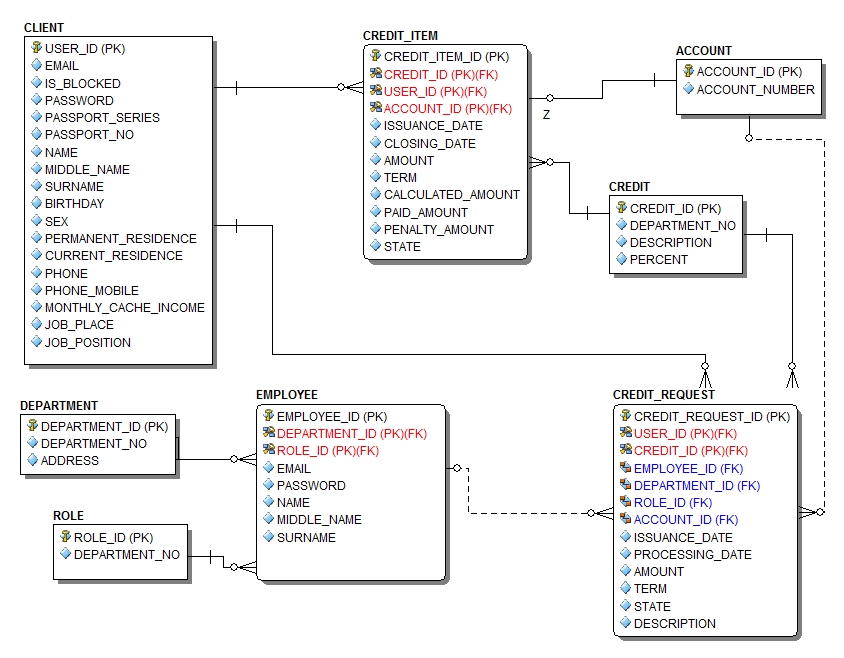 CLIENT
USER_ID (PK)
EMAIL
IS_BLOCKED
PASSWORD
PASSPORT_SERIES
PASSPORT_NO
NAME
MIDDLE_NAME
SURNAME
BIRTHDAY
SEX
PERMANENT_RESIDENCE
CURRENT_RESIDENCE
PHONE
PHONE_MOBILE
MONTHLY_CACHE_INCOME
JOB_PLACE
JOB_POSITION
CREDIT_ITEM
CREDIT_ITEM_ID (PK)
CREDIT_ID (PK)(FK)
USER_ID (PK)(FK)
ACCOUNT_ID (PK)(FK)
ISSUANCE_DATE
CLOSING_DATE
AMOUNT
TERM
CALCULATED_AMOUNT
PAID_AMOUNT
PENALTY_AMOUNT
STATE
Z
ACCOUNT
ACCOUNT_ID (PK)
ACCOUNT_NUMBER
CREDIT
CREDIT_ID (PK)
DEPARTMENT_NO
DESCRIPTION
PERCENT
DEPARTMENT
DEPARTMENT_ID (PK)
DEPARTMENT_NO
ADDRESS
ROLE
ROLE_ID (PK)
DEPARTMENT_NO
EMPLOYEE
EMPLOYEE_ID (PK)
DEPARTMENT_ID (PK)(FK)
ROLE_ID (PK)(FK)
EMAIL
PASSWORD
NAME
MIDDLE_NAME
SURNAME
CREDIT_REQUEST
CREDIT_REQUEST_ID (PK)
USER_ID (PK)(FK)
CREDIT_ID (PK)(FK)
EMPLOYEE_ID (FK)
DEPARTMENT_ID (FK)
ROLE_ID (FK)
ACCOUNT_ID (FK)
ISSUANCE_DATE
PROCESSING_DATE
AMOUNT
TERM
STATE
DESCRIPTION